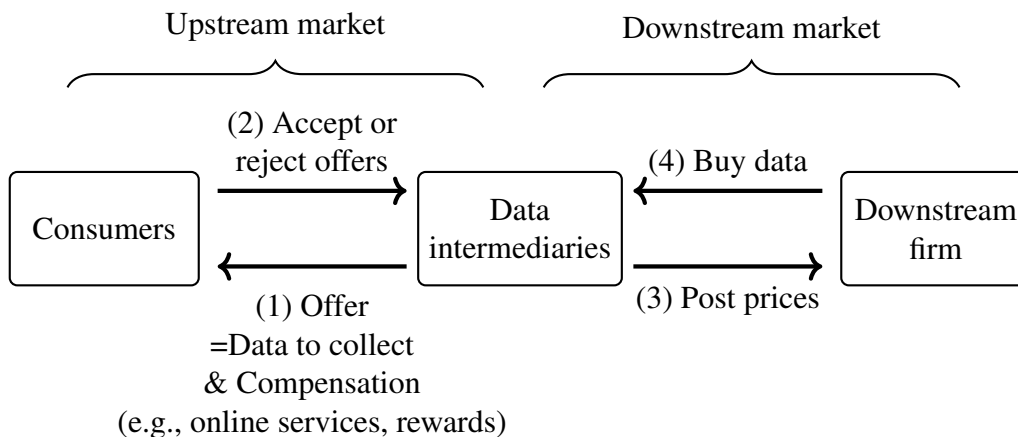 Upstream market
Downstream market
(2) Accept or
reject offers
(4) Buy data
Consumers
Data
intermediaries
Downstream
firm
(1) Offer
=Data to collect
& Compensation
(e.g., online services, rewards)
(3) Post prices